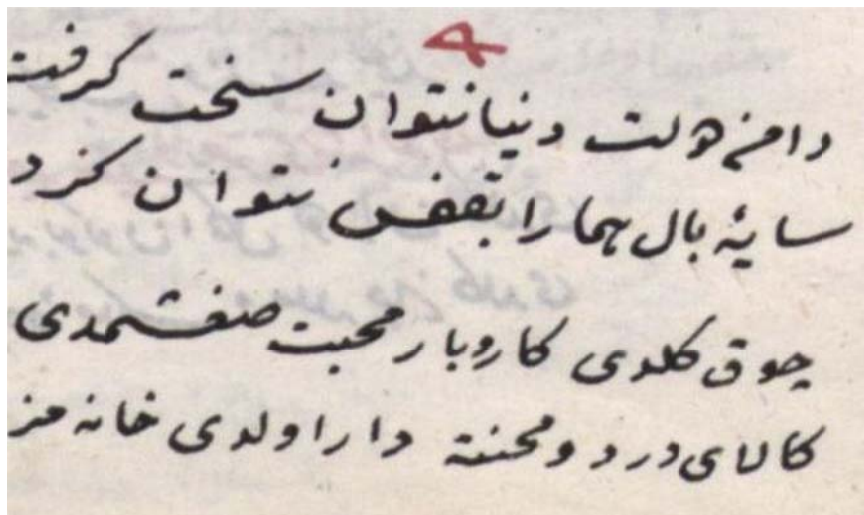 ۴
دامن دولت دنیا نتوان سخت گرفت
سایهٔ بال هما را بقفس نتوان کرد
چوق کلدی کاروبار محبت صغشمدی
کالای درد و محنته دار اولدی خانه مز